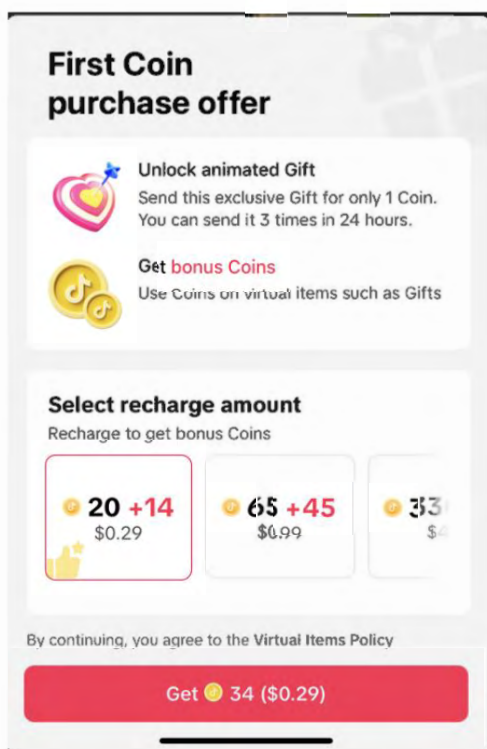 First Coin
purchase offer
Unlock animated Gift
Send this exclusive Gift for only 1 Coin.
You can send it 3 times in 24 hours.
Get bonus Coins
Use Coins on virtual items such as Gifts
Select recharge amount
Recharge to get bonus Coins
20 +14
$0.29
65 +45
$0.99
By continuing, you agree to the Virtual Items Policy
Get 34 ($0.29)